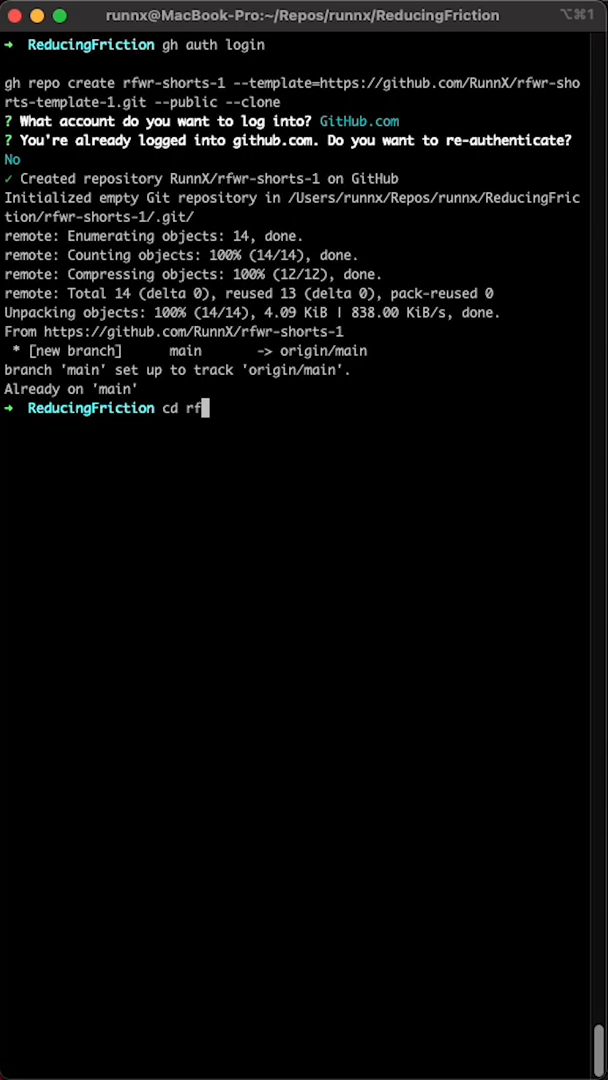 runnx@MacBook-Pro:~/Repos/runnx/ReducingFriction ⌥⌘1
➜ ReducingFriction gh auth login
gh repo create rfwr-shorts-1 --template=https://github.com/RunnX/rfwr-sho
rts-template-1.git --public --clone
? What account do you want to log into? GitHub.com
? You're already logged into github.com. Do you want to re-authenticate?
No
✓ Created repository RunnX/rfwr-shorts-1 on GitHub
Initialized empty Git repository in /Users/runnx/Repos/runnx/ReducingFric
tion/rfwr-shorts-1/.git/
remote: Enumerating objects: 14, done.
remote: Counting objects: 100% (14/14), done.
remote: Compressing objects: 100% (12/12), done.
remote: Total 14 (delta 0), reused 13 (delta 0), pack-reused 0
Unpacking objects: 100% (14/14), 4.09 KiB | 838.00 KiB/s, done.
From https://github.com/RunnX/rfwr-shorts-1
 * [new branch]      main       -> origin/main
branch 'main' set up to track 'origin/main'.
Already on 'main'
➜ ReducingFriction cd rf